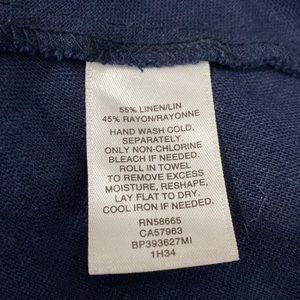 55% LINEN/LIN
45% RAYON/RAYONNE
HAND WASH COLD,
SEPARATELY.
ONLY NON-CHLORINE
BLEACH IF NEEDED.
ROLL IN TOWEL
TO REMOVE EXCESS
MOISTURE, RESHAPE,
LAY FLAT TO DRY.
COOL IRON IF NEEDED.
RN58665
CA57963
BP393627MI
1H34